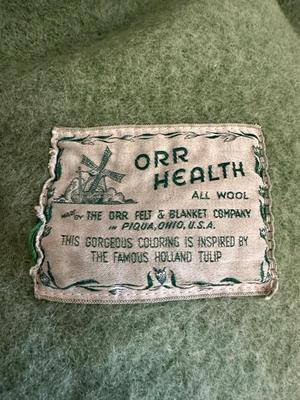 ORR
HEALTH
ALL WOOL
MADE BY THE ORR FELT & BLANKET COMPANY
IN PIQUA, OHIO, U.S.A.
THIS GORGEOUS COLORING IS INSPIRED BY
THE FAMOUS HOLLAND TULIP